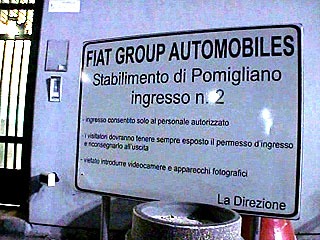 FIAT GROUP AUTOMOBILES
Stabilimento di Pomigliano
ingresso n. 2
- ingresso consentito solo al personale autorizzato
- i visitatori dovranno tenere sempre esposto il permesso d'ingresso
e riconsegnarlo all'uscita
- vietato introdurre videocamere e apparecchi fotografici
-
La Direzione